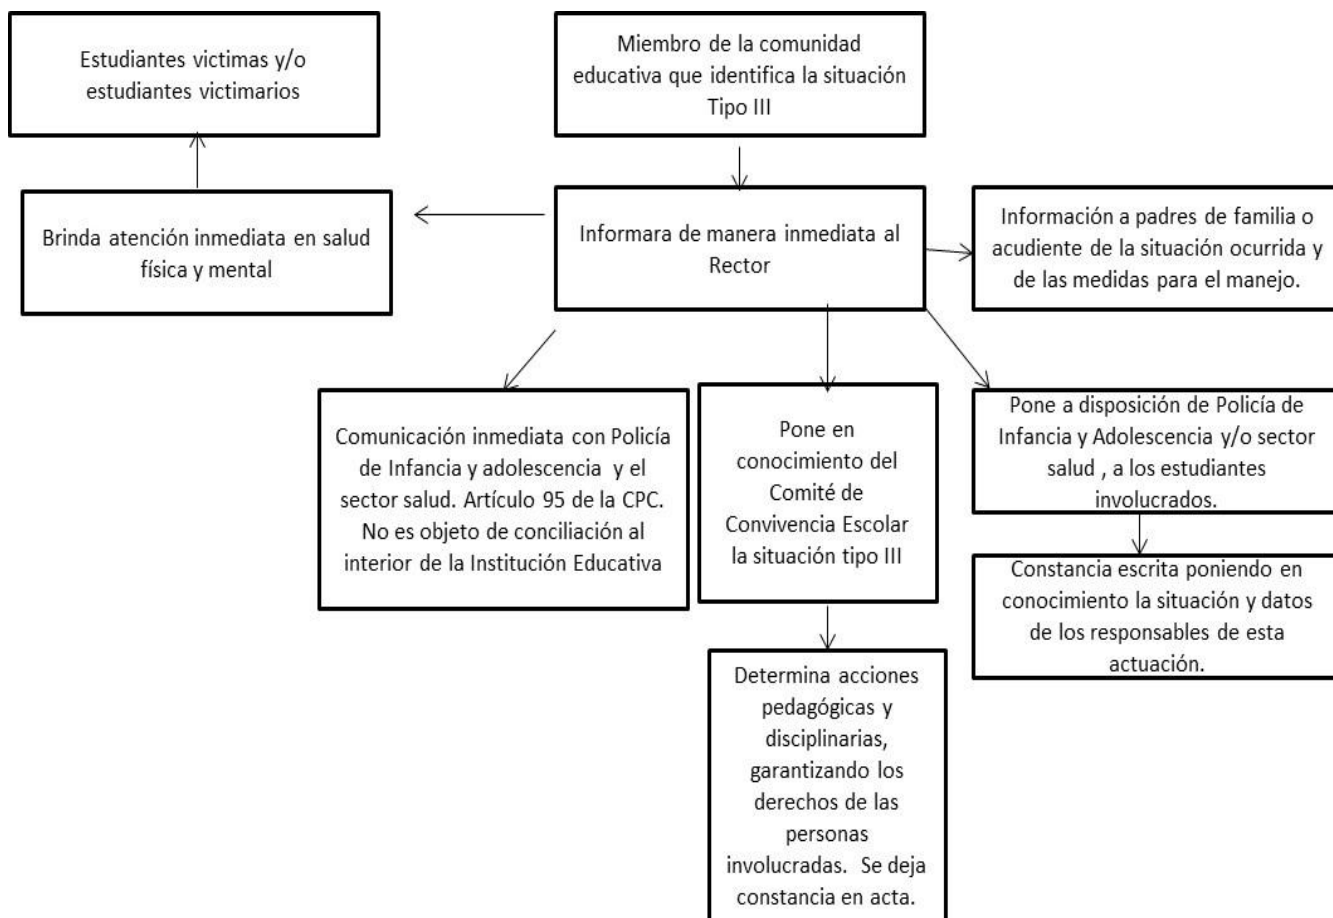 Estudiantes victimas y/o
estudiantes victimarios
Miembro de la comunidad
educativa que identifica la situación
Tipo III
Brinda atención inmediata en salud
física y mental
Informara de manera inmediata al
Rector
Información a padres de familia o
acudiente de la situación ocurrida y
de las medidas para el manejo.
Comunicación inmediata con Policía
de Infancia y adolescencia y el
sector salud. Artículo 95 de la CPC.
No es objeto de conciliación al
interior de la Institución Educativa
Pone en
conocimiento del
Comité de
Convivencia Escolar
la situación tipo III
Pone a disposición de Policía de
Infancia y Adolescencia y/o sector
salud , a los estudiantes
involucrados.
Constancia escrita poniendo en
conocimiento la situación y datos
de los responsables de esta
actuación.
Determina acciones
pedagógicas y
disciplinarias,
garantizando los
derechos de las
personas
involucradas. Se deja
constancia en acta.